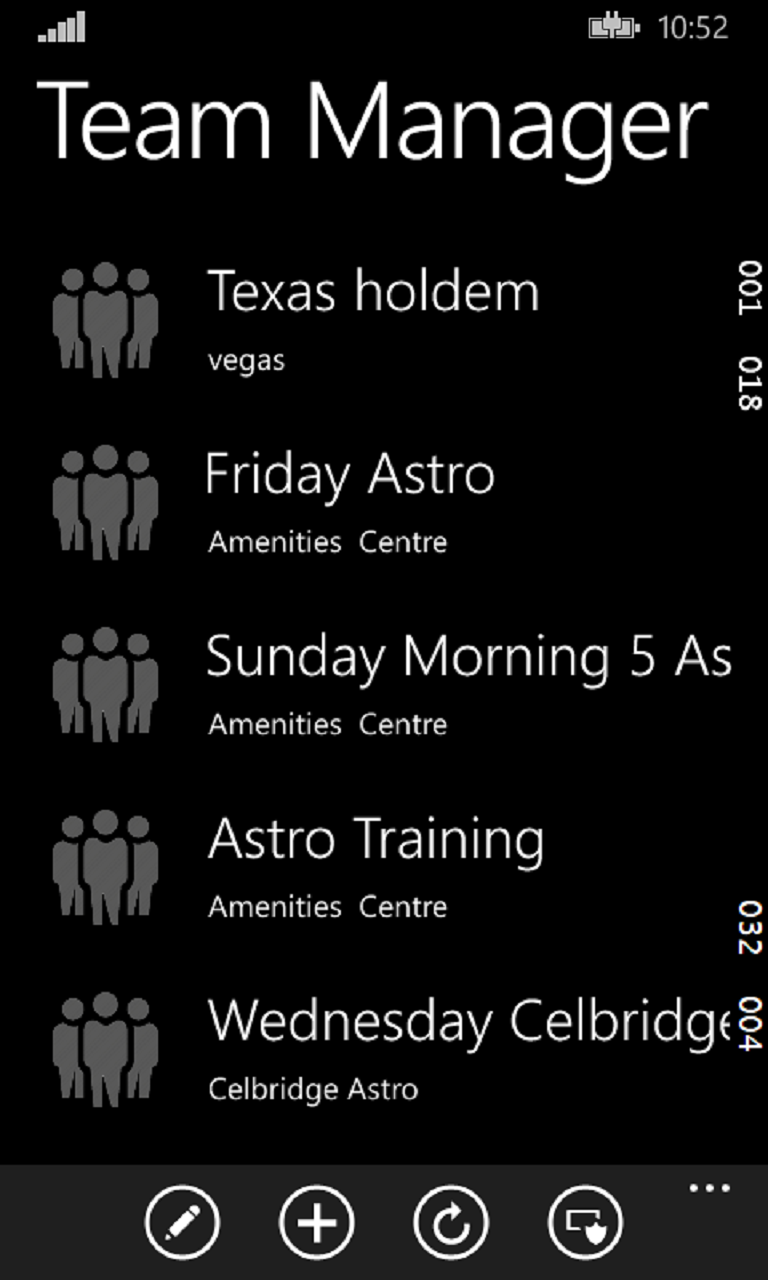 10:52
Team Manager
Texas holdem
vegas
001 018
Friday Astro
Amenities Centre
Sunday Morning 5 As
Amenities Centre
Astro Training
Amenities Centre
032 004
Wednesday Celbridge
Celbridge Astro